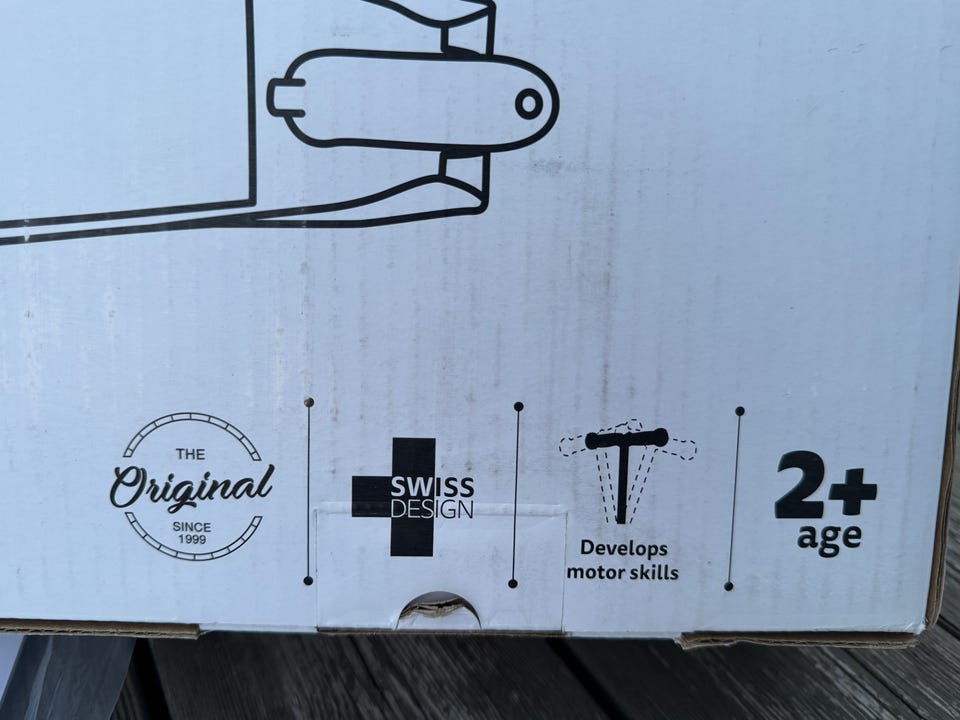 THE
Original
SINCE
1999
SWISS
DESIGN
Develops
motor skills
2+
age